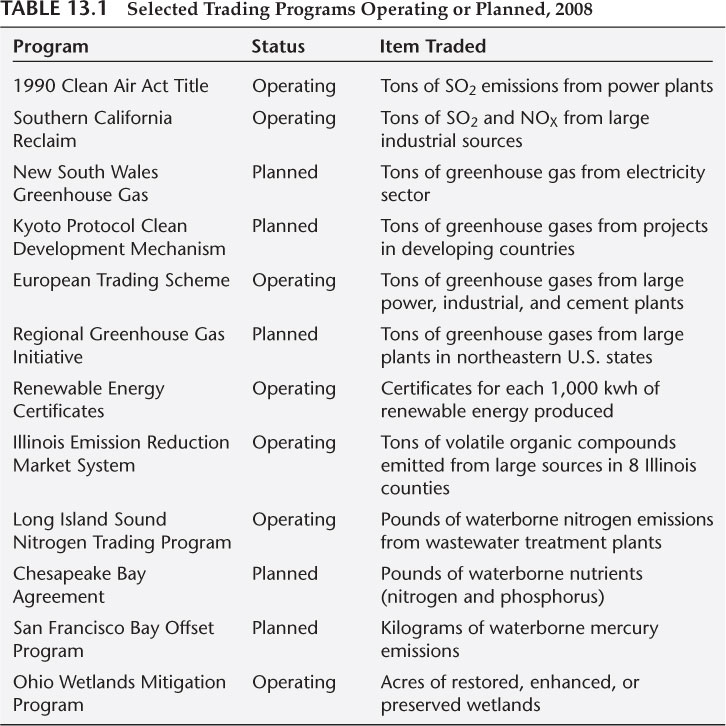 TABLE 13.1 Selected Trading Programs Operating or Planned, 2008
Program Status Item Traded
1990 Clean Air Act Title Operating Tons of SO2 emissions from power plants
Southern California Operating Tons of SO2 and NOX from large
Reclaim industrial sources
New South Wales Planned Tons of greenhouse gas from electricity
Greenhouse Gas sector
Kyoto Protocol Clean Planned Tons of greenhouse gases from projects
Development Mechanism in developing countries
European Trading Scheme Operating Tons of greenhouse gases from large
power, industrial, and cement plants
Regional Greenhouse Gas Planned Tons of greenhouse gases from large
Initiative plants in northeastern U.S. states
Renewable Energy Operating Certificates for each 1,000 kwh of
Certificates renewable energy produced
Illinois Emission Reduction Operating Tons of volatile organic compounds
Market System emitted from large sources in 8 Illinois
counties
Long Island Sound Operating Pounds of waterborne nitrogen emissions
Nitrogen Trading Program from wastewater treatment plants
Chesapeake Bay Planned Pounds of waterborne nutrients
Agreement (nitrogen and phosphorus)
San Francisco Bay Offset Planned Kilograms of waterborne mercury
Program emissions
Ohio Wetlands Mitigation Operating Acres of restored, enhanced, or
Program preserved wetlands